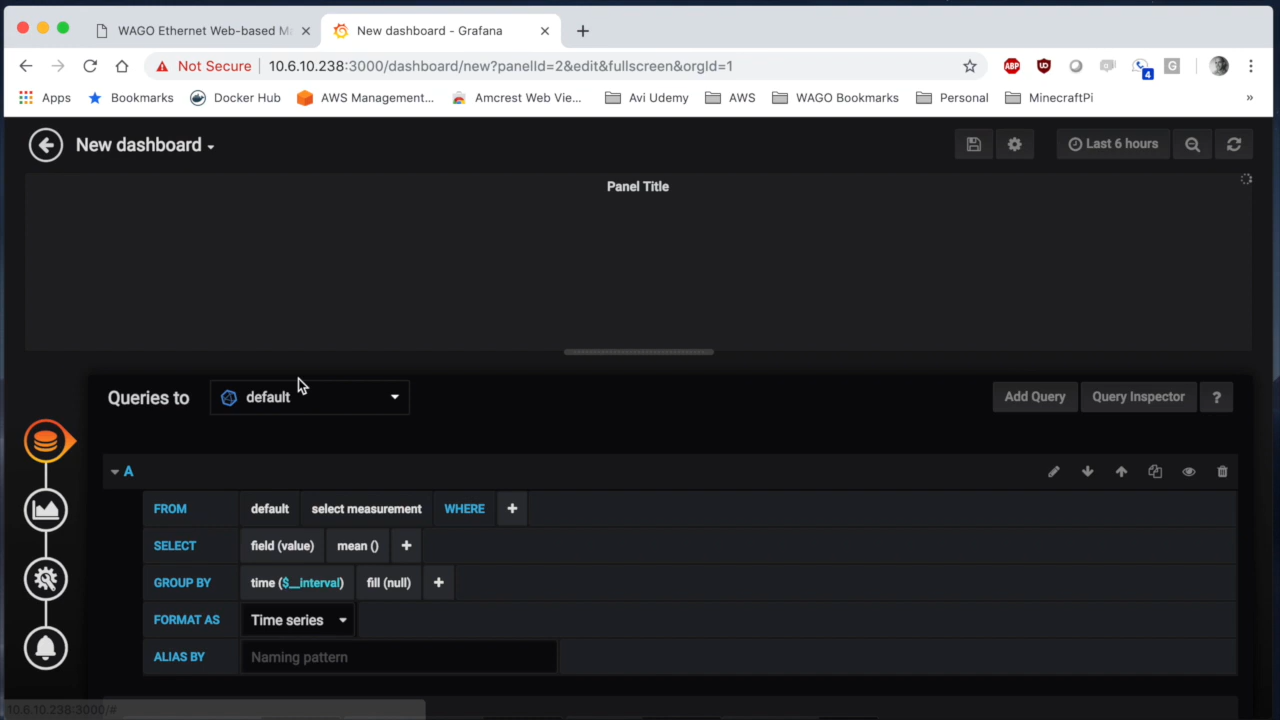 WAGO Ethernet Web-based Ma
New dashboard - Grafana
Not Secure 10.6.10.238:3000/dashboard/new?panelId=2&edit&fullscreen&orgId=1
ABP
UD
4
G
Apps Bookmarks Docker Hub AWS Management... Amcrest Web Vie... Avi Udemy AWS WAGO Bookmarks Personal MinecraftPi »
New dashboard Last 6 hours
Panel Title
Queries to default Add Query Query Inspector ?
A
FROM default select measurement WHERE +
SELECT field (value) mean () +
GROUP BY time ($__interval) fill (null) +
FORMAT AS Time series
ALIAS BY Naming pattern
10.6.10.238:3000/#